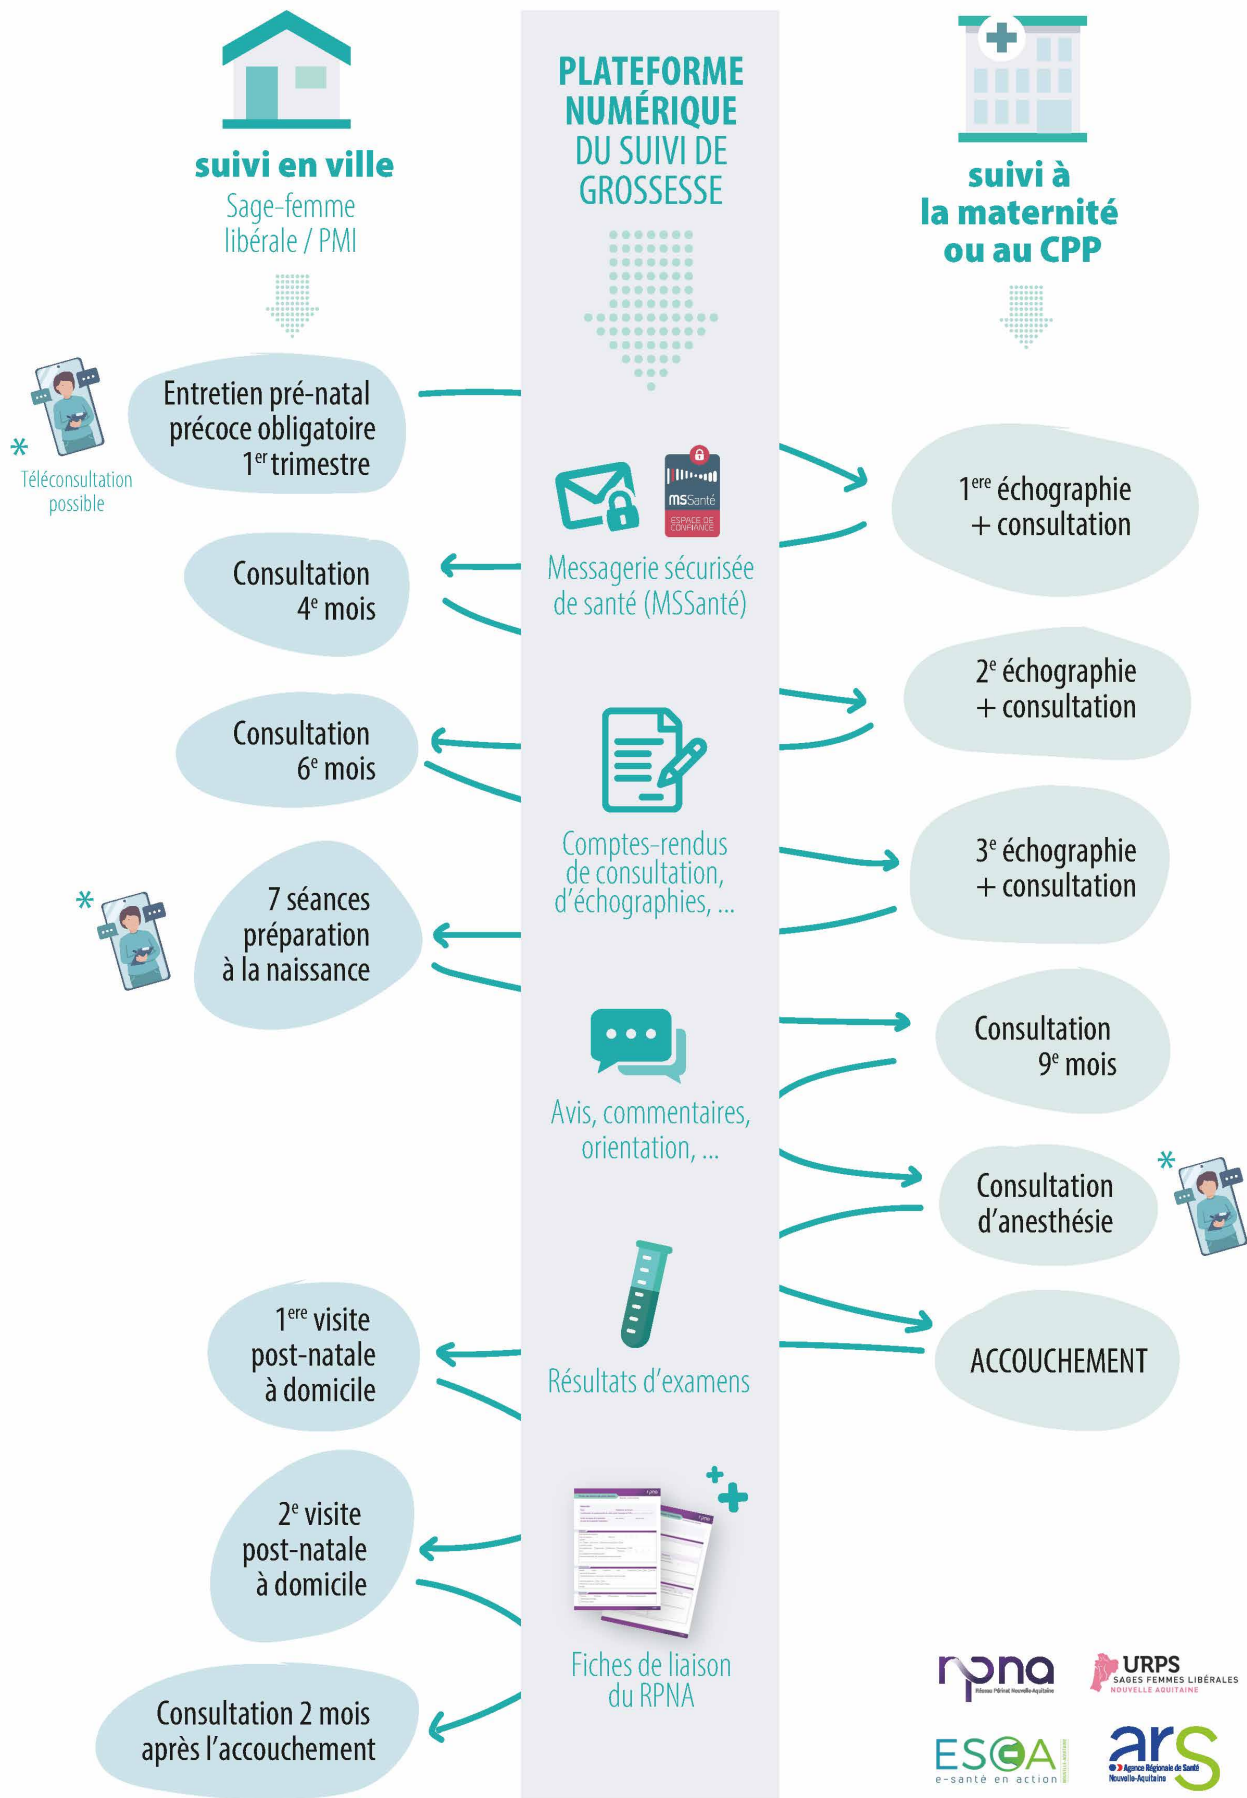 suivi en ville
Sage-femme
libérale / PMI
PLATEFORME
NUMÉRIQUE
DU SUIVI DE
GROSSESSE
suivi à
la maternité
ou au CPP
Entretien pré-natal
précoce obligatoire
1er trimestre
*
Téléconsultation
possible
MSSanté
ESPACE DE
CONFIANCE
Messagerie sécurisée
de santé (MSSanté)
1ere échographie
+ consultation
Consultation
4e mois
2e échographie
+ consultation
Consultation
6e mois
Comptes-rendus
de consultation,
d'échographies, ...
3e échographie
+ consultation
*
7 séances
préparation
à la naissance
Consultation
9e mois
Avis, commentaires,
orientation, ...
Consultation
d'anesthésie
*
1ere visite
post-natale
à domicile
Résultats d'examens
ACCOUCHEMENT
2e visite
post-natale
à domicile
Fiches de liaison
du RPNA
Consultation 2 mois
après l'accouchement
rpna
Réseau Périnat Nouvelle-Aquitaine
URPS
SAGES FEMMES LIBÉRALES
NOUVELLE AQUITAINE
ESEA
e-santé en action
ars
Agence Régionale de Santé
Nouvelle-Aquitaine